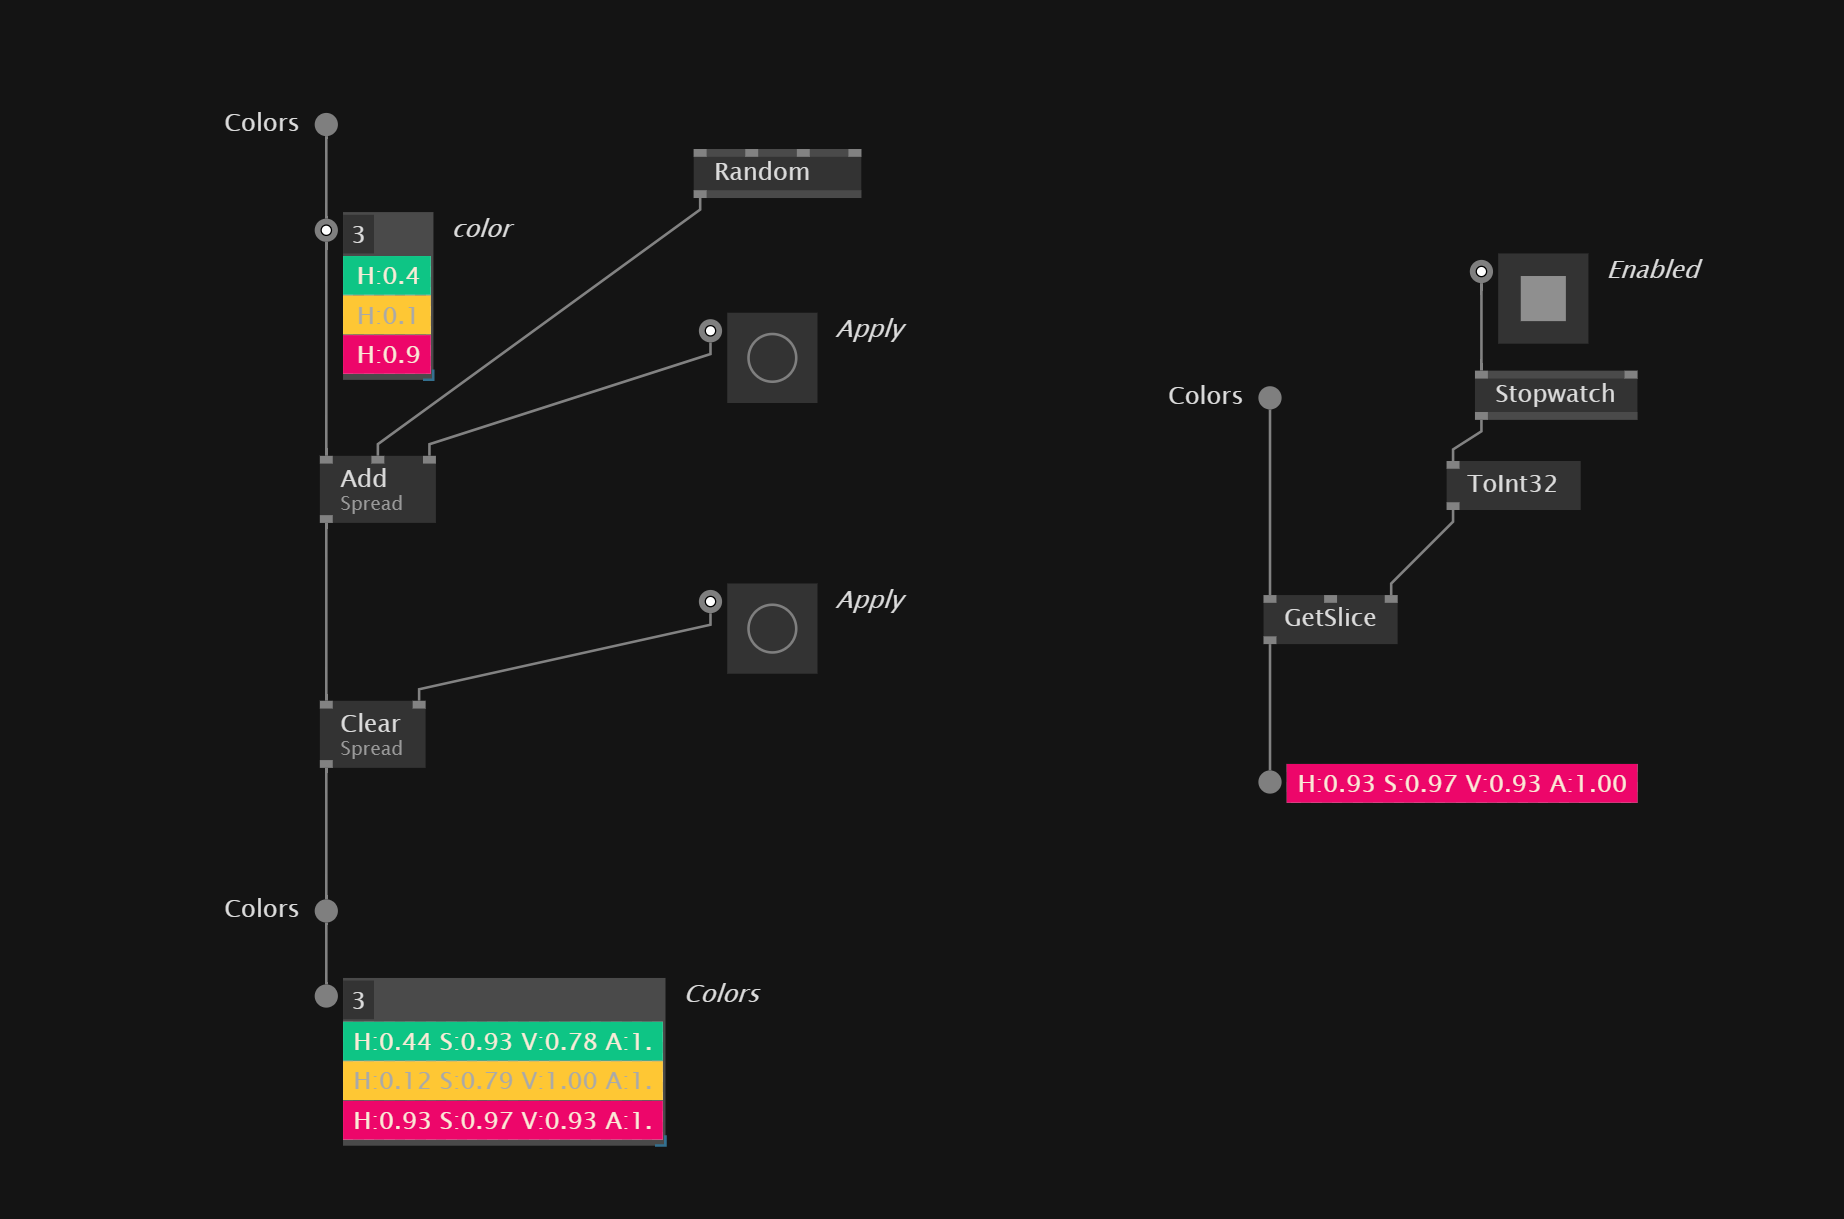 Colors
Random
3
color
H:0.4
H:0.1
H:0.9
Apply
Add
Spread
Apply
Clear
Spread
Colors
3
Colors
H:0.44 S:0.93 V:0.78 A:1.
H:0.12 S:0.79 V:1.00 A:1.
H:0.93 S:0.97 V:0.93 A:1.
Enabled
Stopwatch
Colors
ToInt32
GetSlice
H:0.93 S:0.97 V:0.93 A:1.00